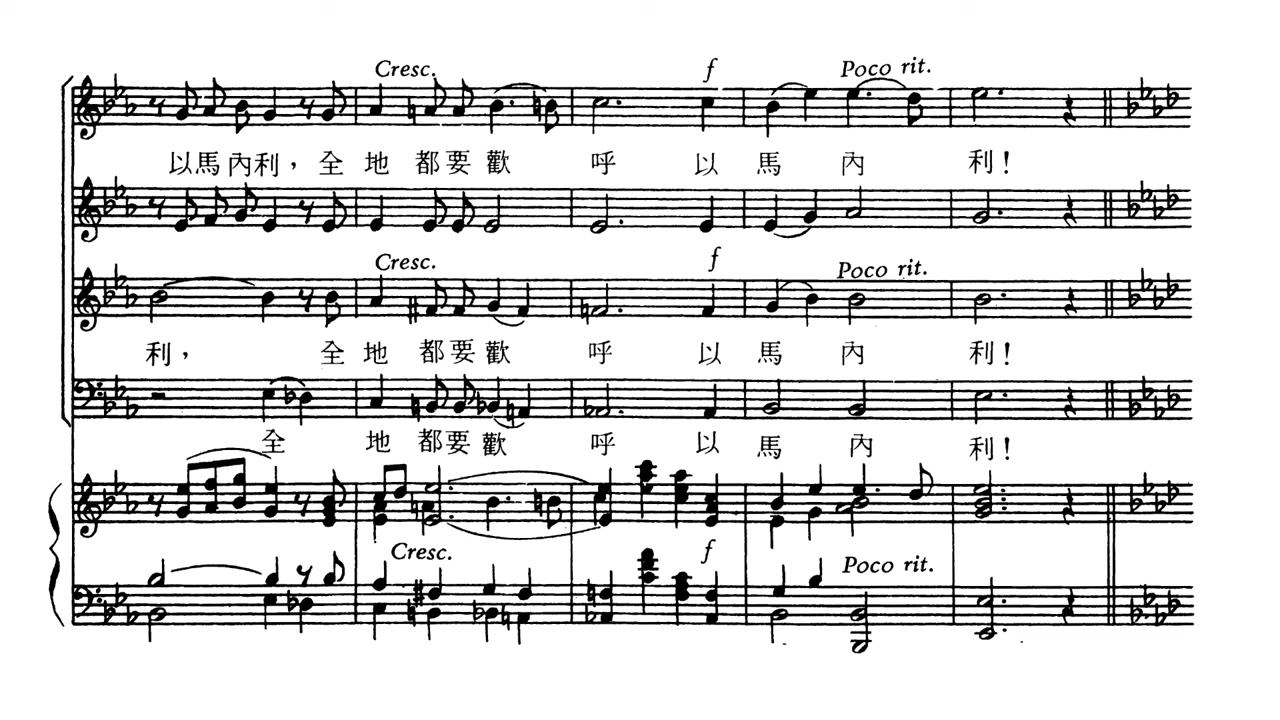 Cresc. f Poco rit.
以馬內利，全地都要歡呼以馬內利！
Cresc. f Poco rit.
利，全地都要歡呼以馬內利！
全地都要歡呼以馬內利！
Cresc. f Poco rit.